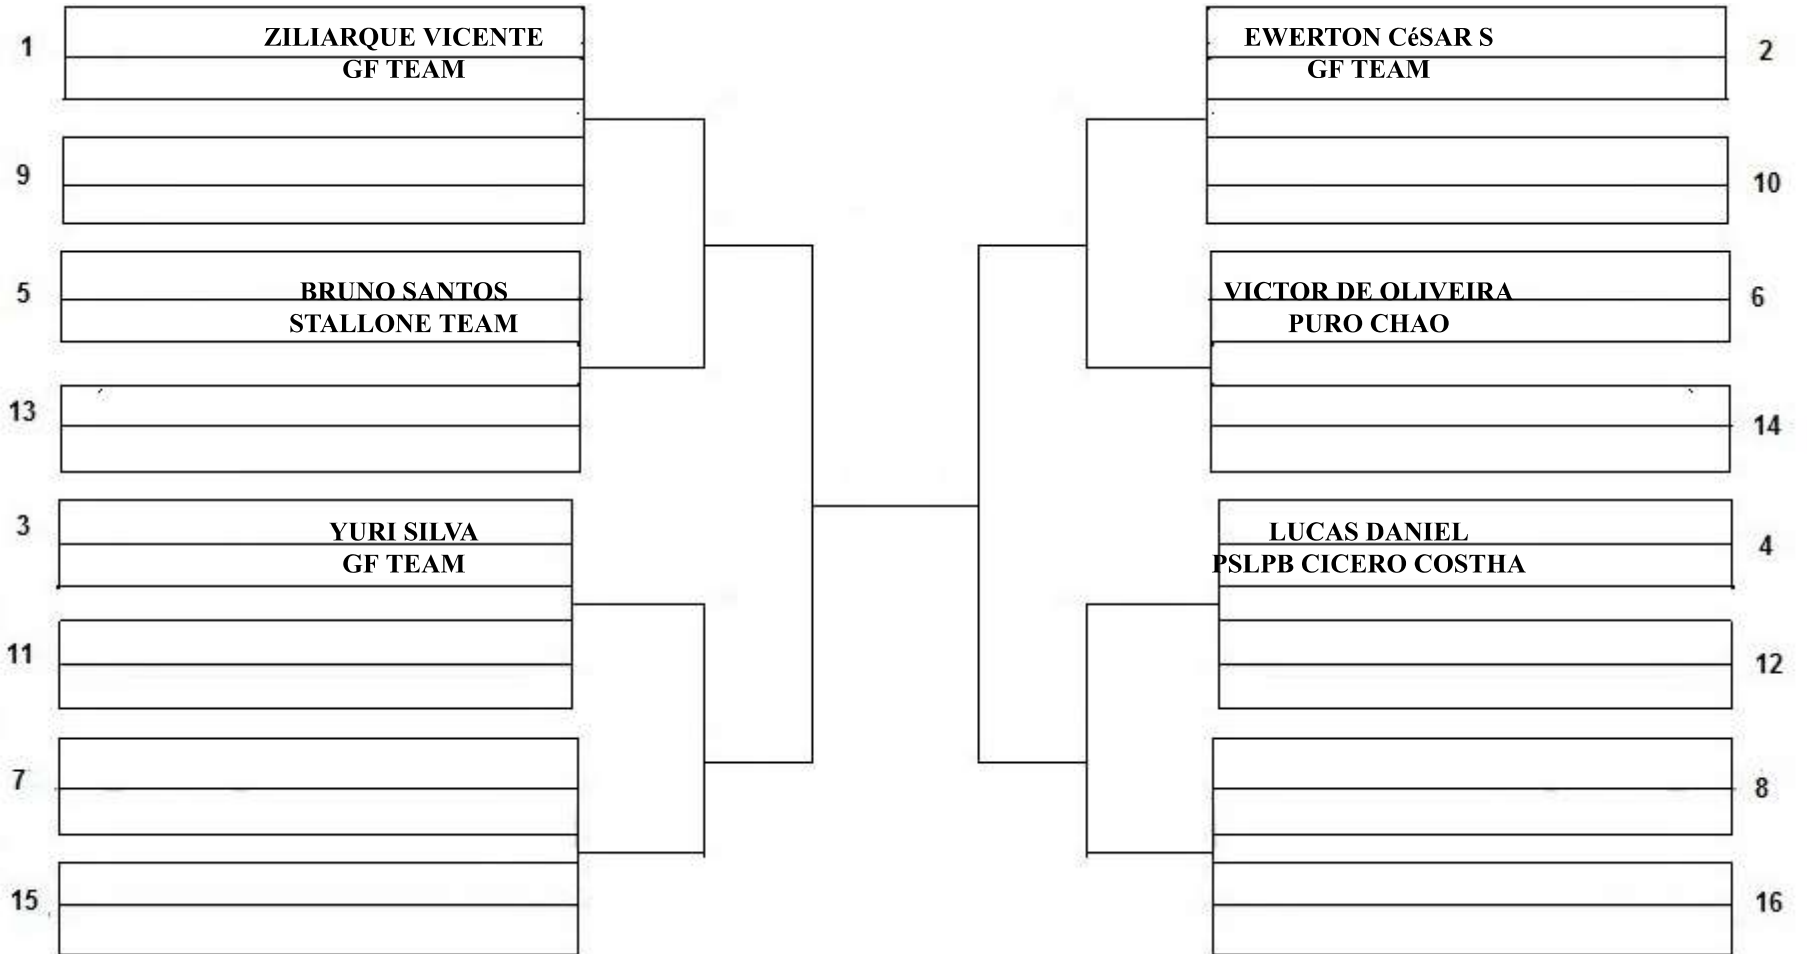 1
ZILIARQUE VICENTE
GF TEAM
9
5
BRUNO SANTOS
STALLONE TEAM
13
3
YURI SILVA
GF TEAM
11
7
15
EWERTON CéSAR S
GF TEAM
2
10
VICTOR DE OLIVEIRA
PURO CHAO
6
14
LUCAS DANIEL
PSLPB CICERO COSTHA
4
12
8
16